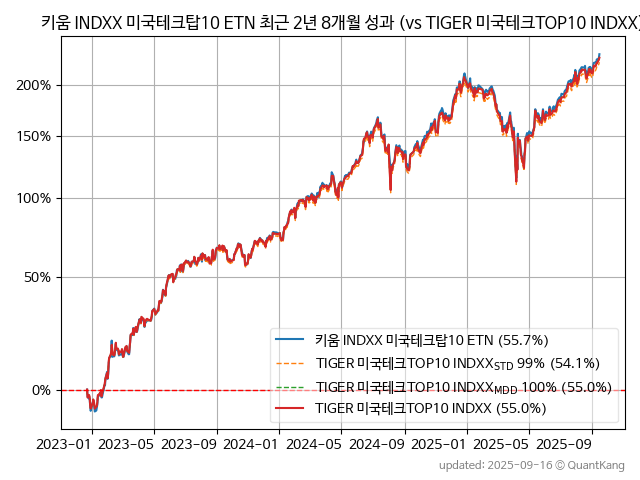 키움 INDXX 미국테크탑10 ETN 최근 2년 8개월 성과 (vs TIGER 미국테크TOP10 INDXX)
200%
150%
100%
50%
0%
키움 INDXX 미국테크탑10 ETN (55.7%)
TIGER 미국테크TOP10 INDXX STD 99% (54.1%)
TIGER 미국테크TOP10 INDXX MDD 100% (55.0%)
TIGER 미국테크TOP10 INDXX (55.0%)
2023-01 2023-05 2023-09 2024-01 2024-05 2024-09 2025-01 2025-05 2025-09
updated: 2025-09-16 © QuantKang